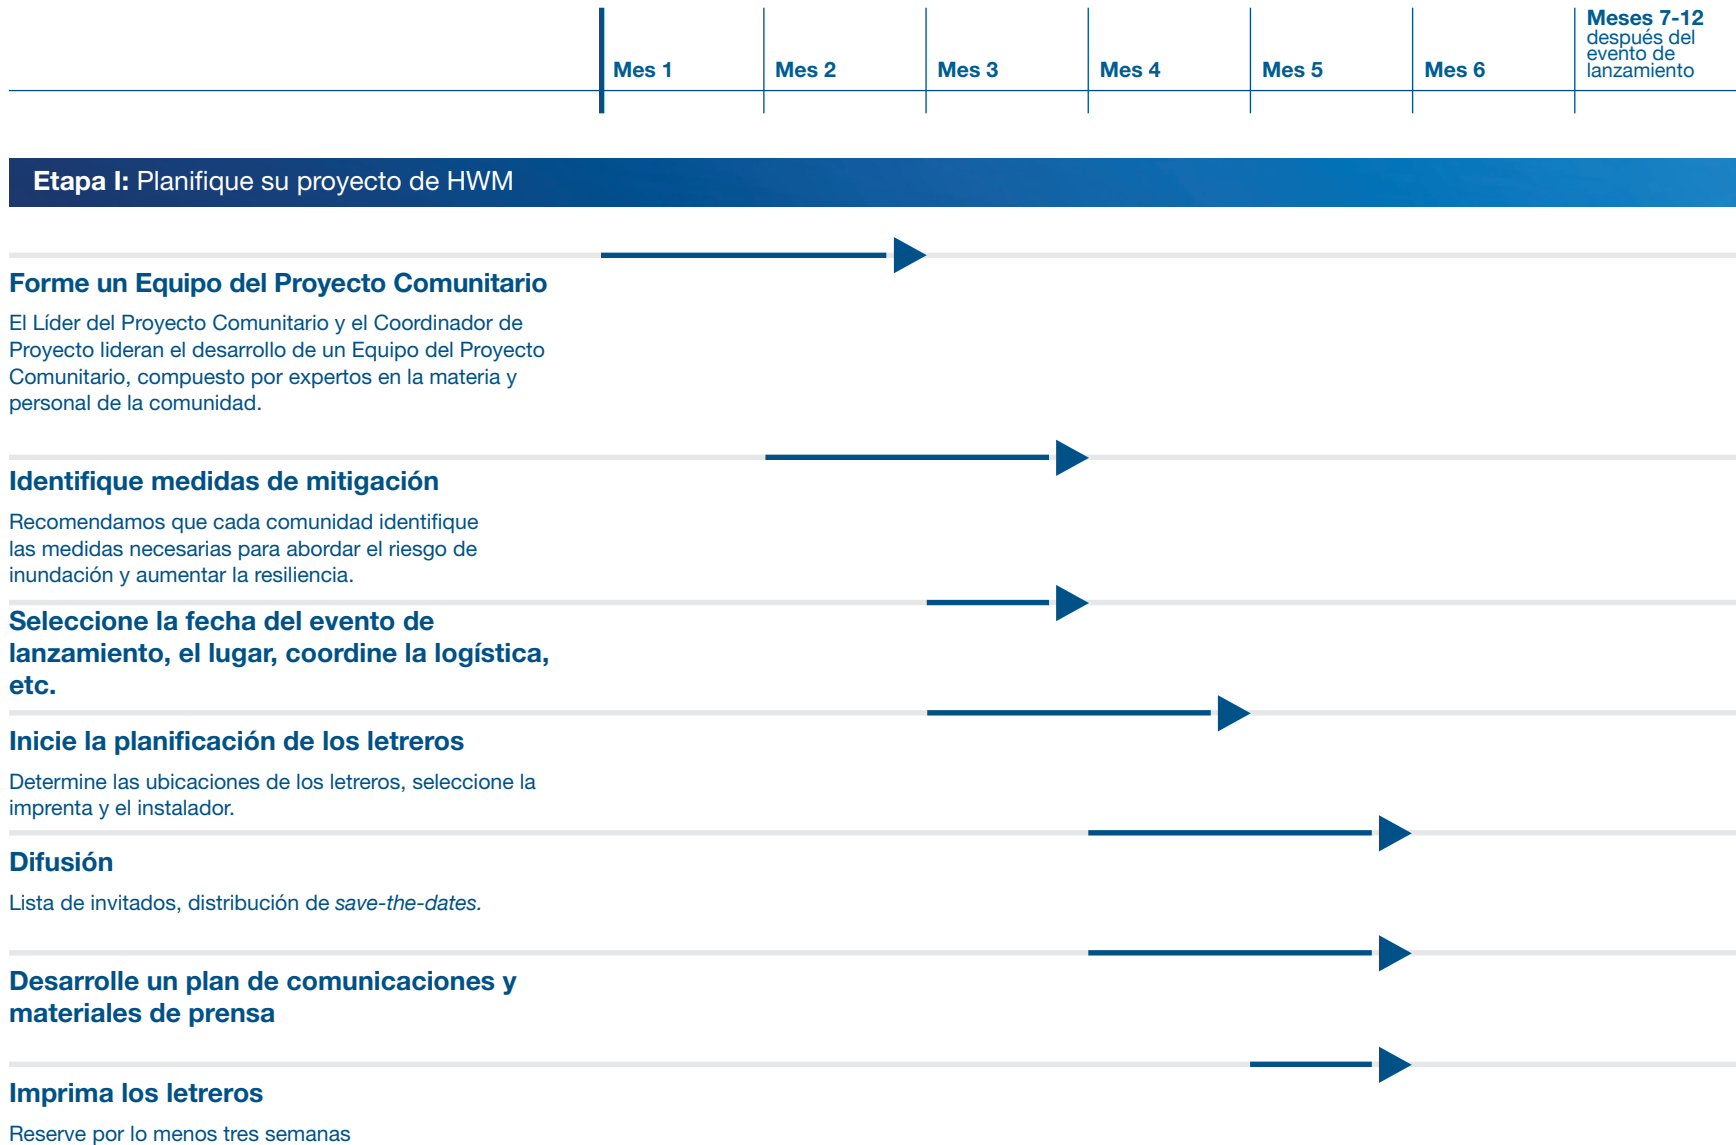 Mes 1
Mes 2
Mes 3
Mes 4
Mes 5
Mes 6
Meses 7-12
después del
evento de
lanzamiento
Etapa I: Planifique su proyecto de HWM
Forme un Equipo del Proyecto Comunitario
El Líder del Proyecto Comunitario y el Coordinador de
Proyecto lideran el desarrollo de un Equipo del Proyecto
Comunitario, compuesto por expertos en la materia y
personal de la comunidad.
Identifique medidas de mitigación
Recomendamos que cada comunidad identifique
las medidas necesarias para abordar el riesgo de
inundación y aumentar la resiliencia.
Seleccione la fecha del evento de
lanzamiento, el lugar, coordine la logística,
etc.
Inicie la planificación de los letreros
Determine las ubicaciones de los letreros, seleccione la
imprenta y el instalador.
Difusión
Lista de invitados, distribución de save-the-dates.
Desarrolle un plan de comunicaciones y
materiales de prensa
Imprima los letreros
Reserve por lo menos tres semanas